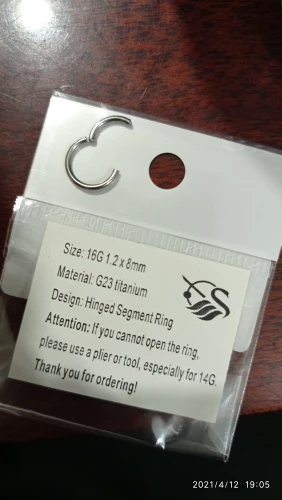 Size: 16G 1.2 x 8mm
Material: G23 titanium
Design: Hinged Segment Ring
Attention: If you cannot open the ring,
please use a plier or tool, especially for 14G.
Thank you for ordering!
S
2021/4/12 19:05